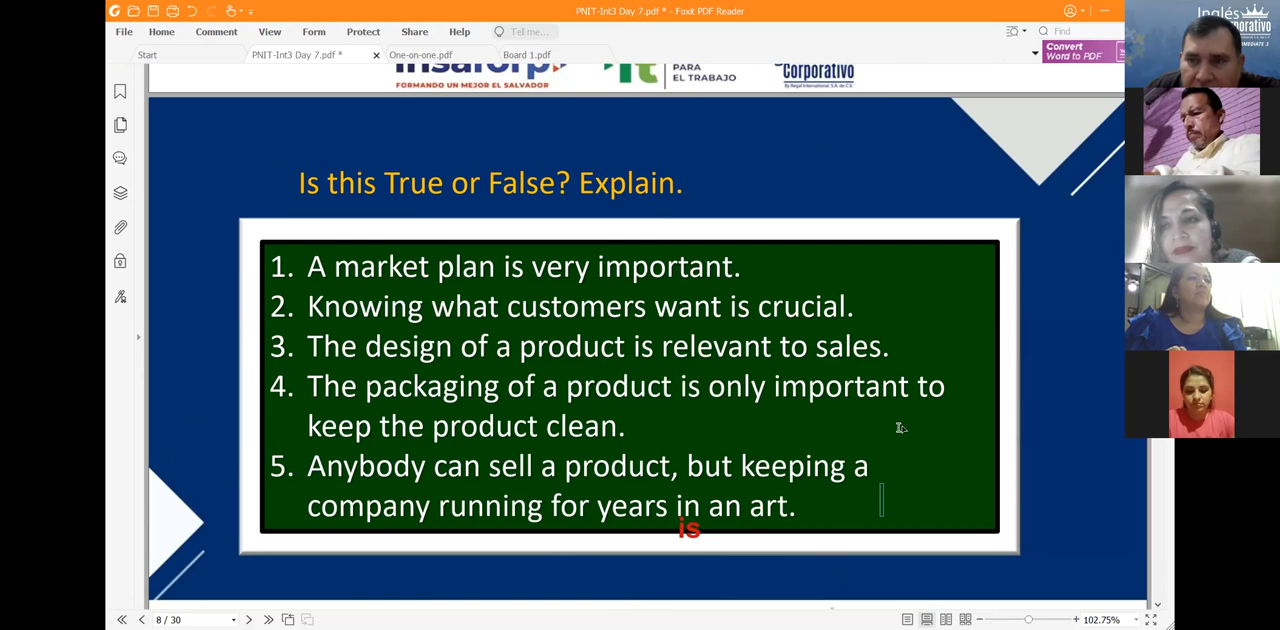 PNIT-Int3 Day 7.pdf * - Foxit PDF Reader
File Home Comment View Form Protect Share Help Tell me... Find
Start PNIT-Int3 Day 7.pdf * One-on-one.pdf Board 1.pdf
Convert
Word to PDF
Inglés
FORMANDO UN MEJOR EL SALVADOR
PARA
EL TRABAJO
Corporativo
By Regal International, S.A. de C.V.
Is this True or False? Explain.
1. A market plan is very important.
2. Knowing what customers want is crucial.
3. The design of a product is relevant to sales.
4. The packaging of a product is only important to
keep the product clean.
5. Anybody can sell a product, but keeping a
company running for years in an art.
is
8 / 30
102.75%